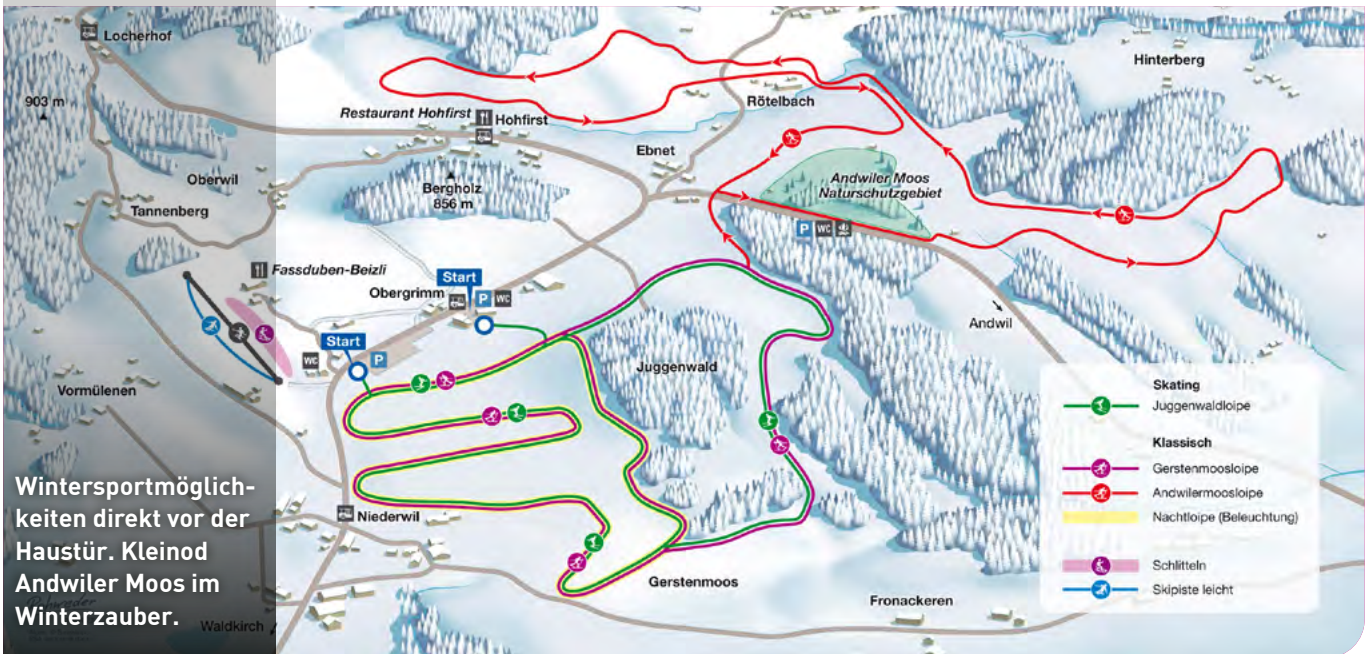 Locherhof
903 m
Restaurant Hohfirst
Hohfirst
Rötelbach
Hinterberg
Oberwil
Ebnet
Bergholz
856 m
Andwiler Moos
Naturschutzgebiet
Tannenberg
P WC
Fassduben-Beizli
Start
Obergrimm
P WC
Andwil
Start
WC
P
Juggenwald
Vormülenen
Skating
Juggenwaldloipe
Klassisch
Gerstenmoosloipe
Andwilermoosloipe
Nachtloipe (Beleuchtung)
Schlitteln
Skipiste leicht
Wintersportmöglich-
keiten direkt vor der
Haustür. Kleinod
Andwiler Moos im
Winterzauber.
Niederwil
Gerstenmoos
Fronackeren
Waldkirch